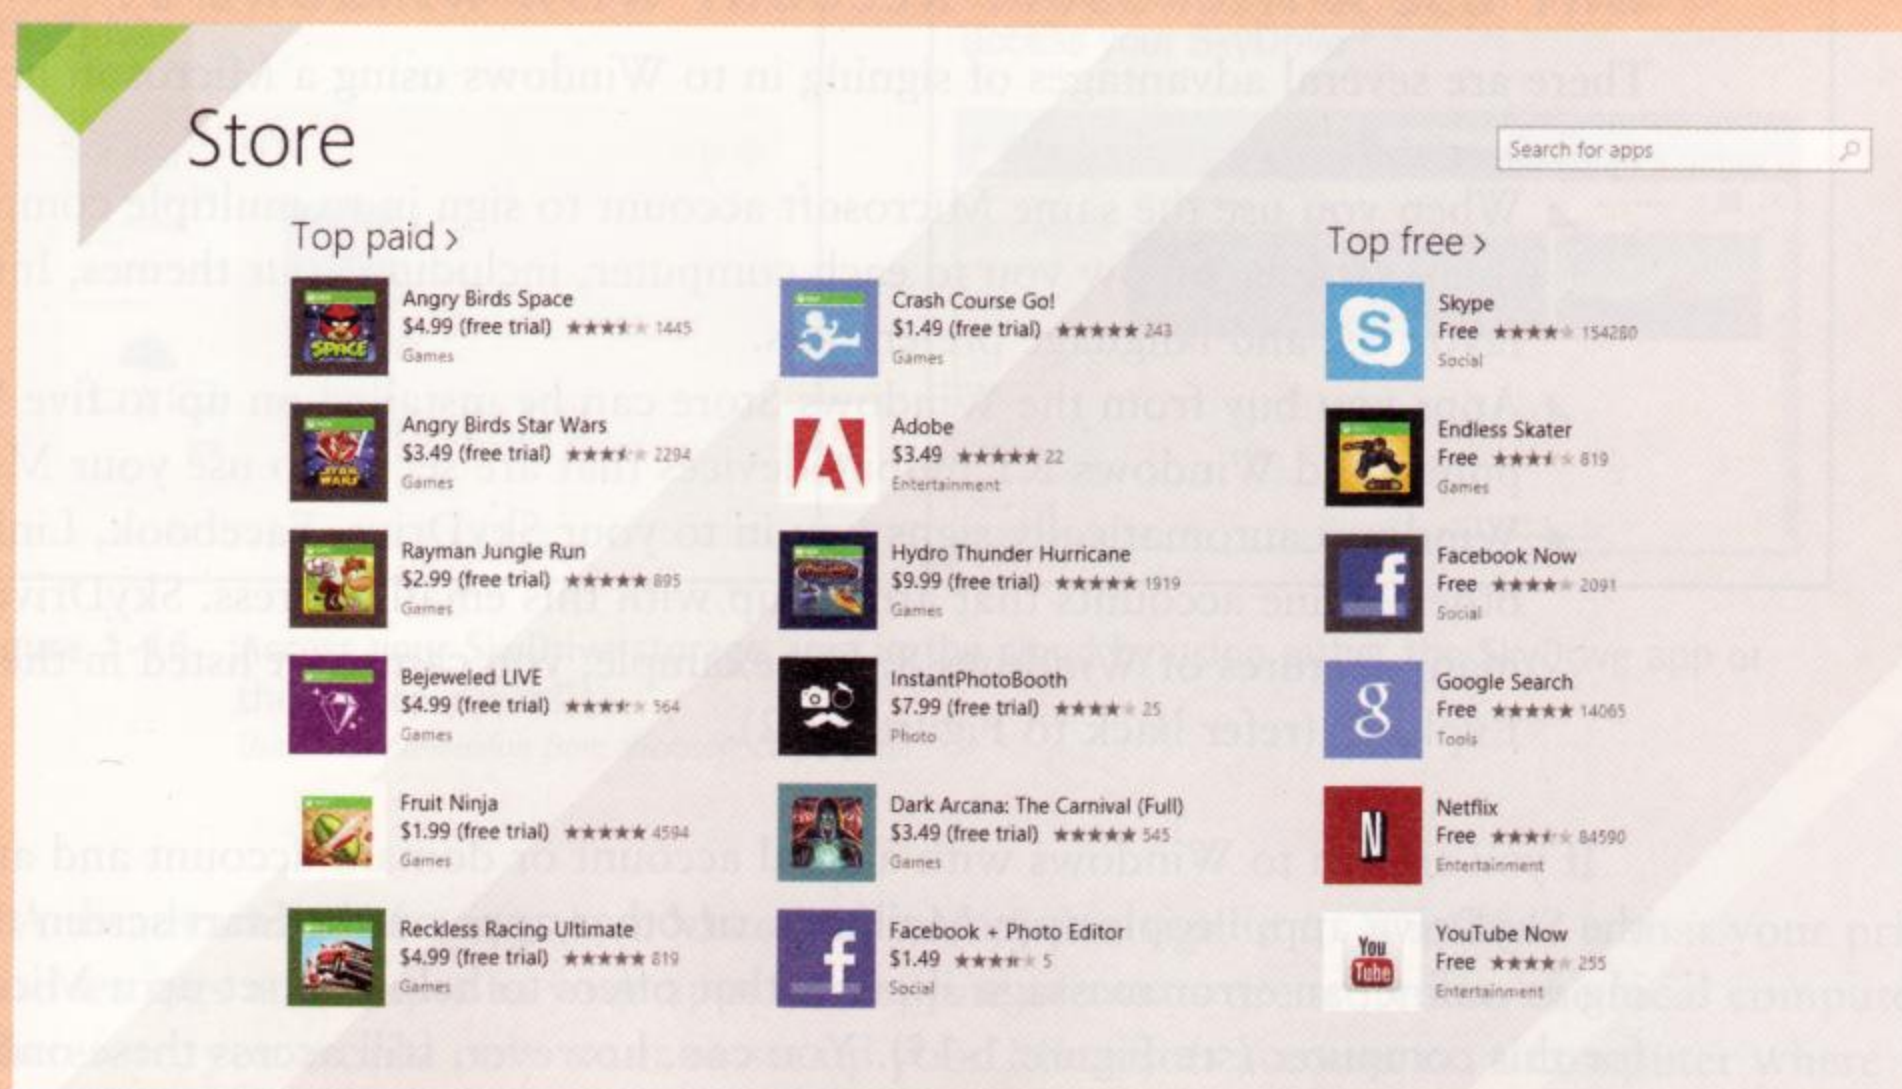 Store
Search for apps
Top paid >
Angry Birds Space
$4.99 (free trial) 1445
Games
Angry Birds Star Wars
$3.49 (free trial) 2294
Games
Rayman Jungle Run
$2.99 (free trial) 895
Games
Bejeweled LIVE
$4.99 (free trial) 564
Games
Fruit Ninja
$1.99 (free trial) 4594
Games
Reckless Racing Ultimate
$4.99 (free trial) 819
Games
Crash Course Go!
$1.49 (free trial) 243
Games
Adobe
$3.49 22
Entertainment
Hydro Thunder Hurricane
$9.99 (free trial) 1919
Games
InstantPhotoBooth
$7.99 (free trial) 25
Photo
Dark Arcana: The Carnival (Full)
$3.49 (free trial) 545
Games
Facebook + Photo Editor
$1.49 5
Social
Top free >
Skype
Free 154280
Social
Endless Skater
Free 819
Games
Facebook Now
Free 2091
Social
Google Search
Free 14065
Tools
Netflix
Free 84590
Entertainment
YouTube Now
Free 255
Entertainment
SPACE
STAR
WARS
S
f
g
N
You
Tube
f